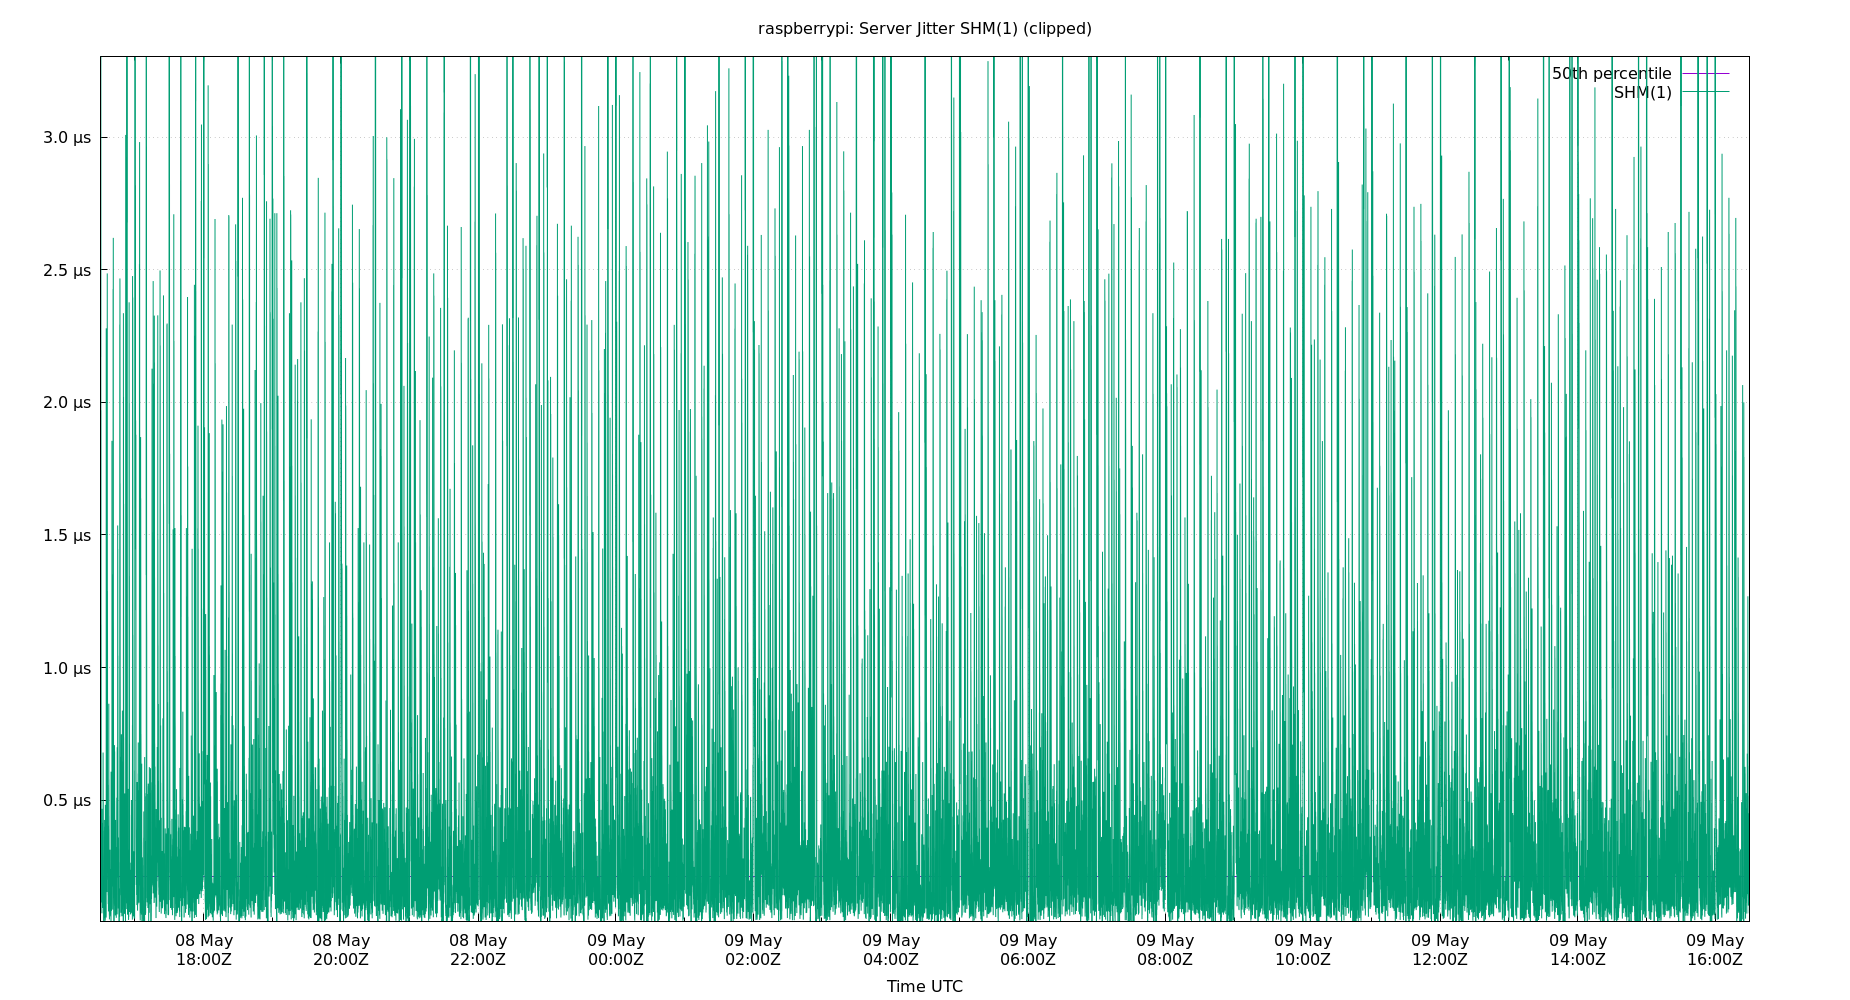 raspberrypi: Server Jitter SHM(1) (clipped)
50th percentile
SHM(1)
3.0 µs
2.5 µs
2.0 µs
1.5 µs
1.0 µs
0.5 µs
08 May 08 May 08 May 09 May 09 May 09 May 09 May 09 May 09 May 09 May 09 May 09 May
18:00Z 20:00Z 22:00Z 00:00Z 02:00Z 04:00Z 06:00Z 08:00Z 10:00Z 12:00Z 14:00Z 16:00Z
Time UTC